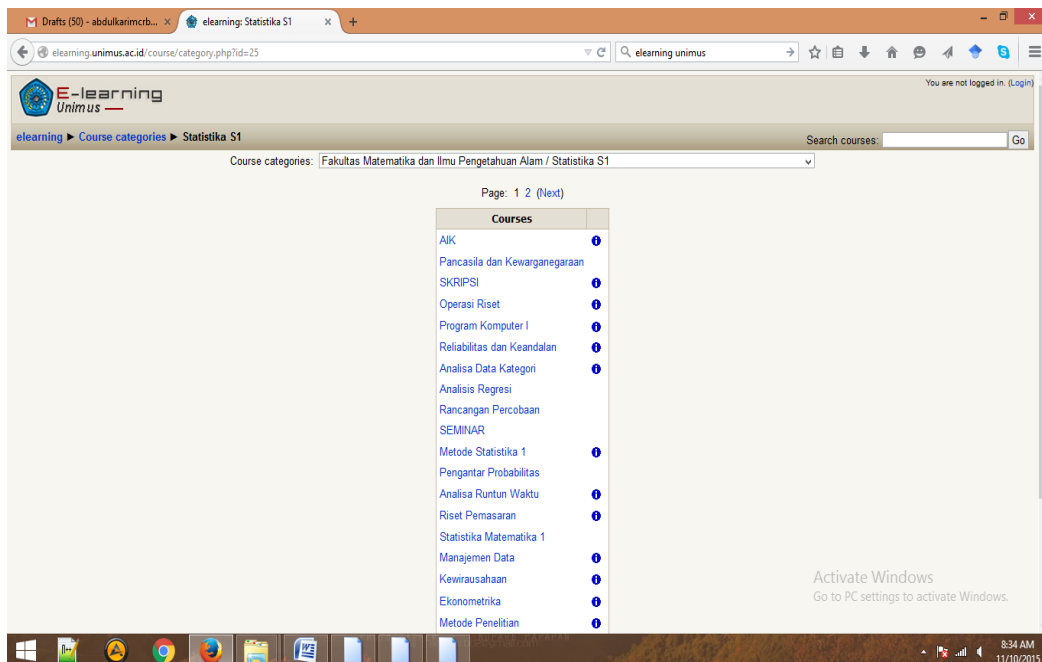 Drafts (50) - abdulkarimcrb...
elearning: Statistika S1
elearning.unimus.ac.id/course/category.php?id=25
elearning unimus
E-learning
Unimus
You are not logged in. (Login)
elearning ► Course categories ► Statistika S1
Search courses:
Go
Course categories: Fakultas Matematika dan Ilmu Pengetahuan Alam / Statistika S1
Page: 1 2 (Next)
Courses
AIK
Pancasila dan Kewarganegaraan
SKRIPSI
Operasi Riset
Program Komputer I
Reliabilitas dan Keandalan
Analisa Data Kategori
Analisis Regresi
Rancangan Percobaan
SEMINAR
Metode Statistika 1
Pengantar Probabilitas
Analisa Runtun Waktu
Riset Pemasaran
Statistika Matematika 1
Manajemen Data
Kewirausahaan
Ekonometrika
Metode Penelitian
Activate Windows
Go to PC settings to activate Windows.
8:34 AM
11/10/2015